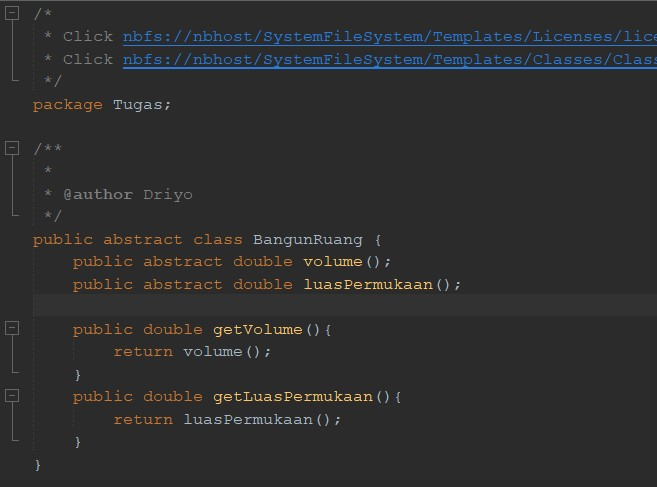 /*
 * Click nbfs://nbhost/SystemFileSystem/Templates/Licenses/lice
 * Click nbfs://nbhost/SystemFileSystem/Templates/Classes/Class
 */
package Tugas;
/**
 *
 * @author Driyo
 */
public abstract class BangunRuang {
    public abstract double volume();
    public abstract double luasPermukaan();
    public double getVolume(){
        return volume();
    }
    public double getLuasPermukaan(){
        return luasPermukaan();
    }
}